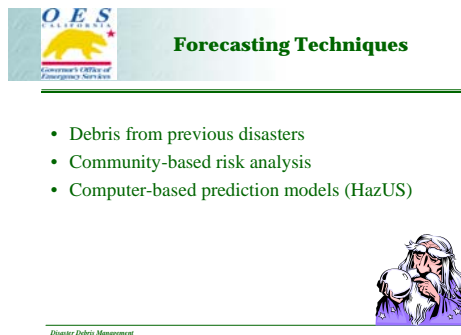 O E S
CALIFORNIA
Governor's Office of
Emergency Services
Forecasting Techniques
• Debris from previous disasters
• Community-based risk analysis
• Computer-based prediction models (HazUS)
Disaster Debris Management